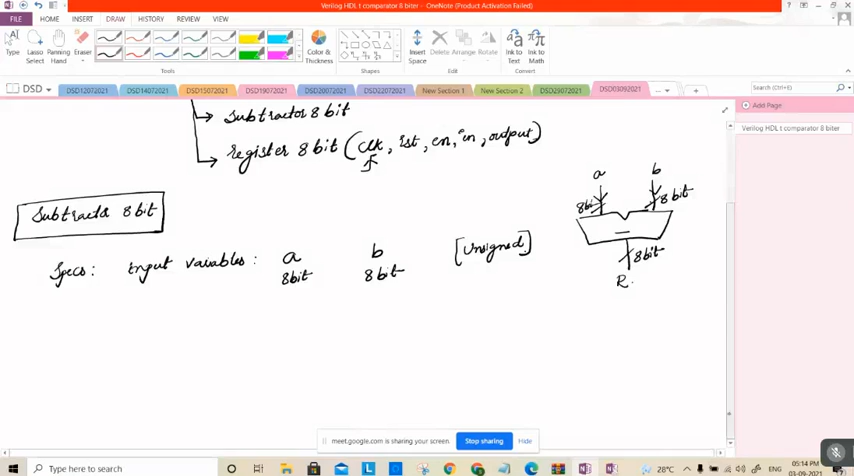 Verilog HDL t comparator 8 biter - OneNote (Product Activation Failed)
FILE HOME INSERT DRAW HISTORY REVIEW VIEW
Type Lasso Select Panning Hand Eraser Color & Thickness Insert Space Delete Arrange Ink to Text Ink to Math
Tools Shapes Edit Convert
DSD DSD12072021 DSD14072021 DSD15072021 DSD19072021 DSD20072021 DSD22072021 New Section 1 New Section 2 DSD29072021 DSD03092021 ... + Search (Ctrl+E)
Add Page
Verilog HDL t comparator 8 biter
Subtractor 8 bit
register 8 bit (clk, rst, en, in, output)
a b
8bit 8 bit
Subtractor 8 bit
8bit
R
Specs: Input variables: a b [unsigned]
8bit 8 bit
meet.google.com is sharing your screen. Stop sharing Hide
Type here to search
28°C ENG 05:14 PM
03-09-2021